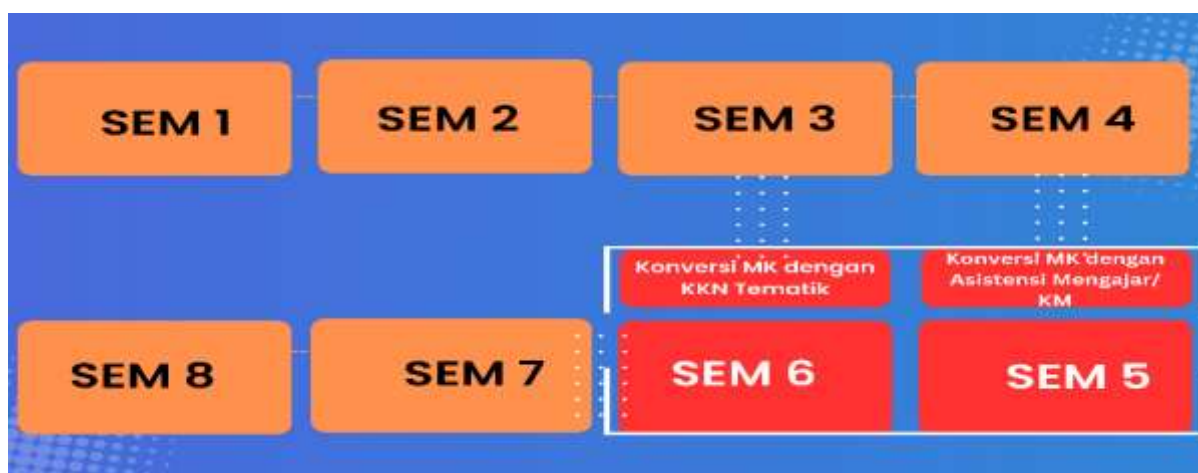 SEM 1
SEM 2
SEM 3
SEM 4
Konversi MK dengan
KKN Tematik
Konversi MK dengan
Asistensi Mengajar/
KM
SEM 8
SEM 7
SEM 6
SEM 5